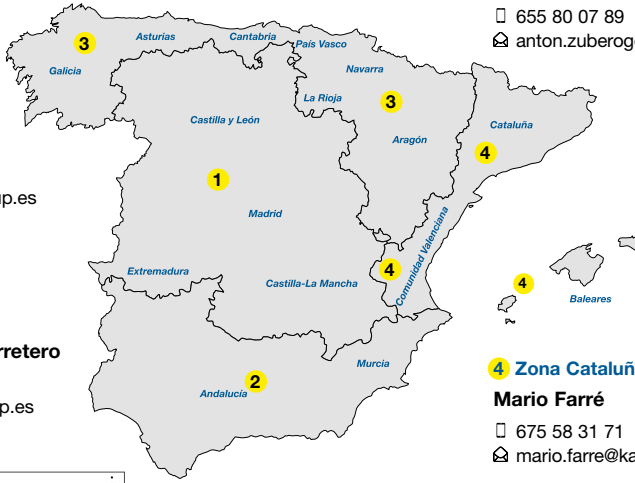 655 80 07 89
anton.zuberog
3
Asturias
Cantabria
País Vasco
Galicia
Navarra
La Rioja
3
Castilla y León
Cataluña
Aragón
4
1
up.es
Madrid
Comunidad Valenciana
Extremadura
4
Castilla-La Mancha
4
Baleares
rretero
Murcia
4 Zona Cataluñ
2
Andalucía
Mario Farré
p.es
675 58 31 71
mario.farre@ka